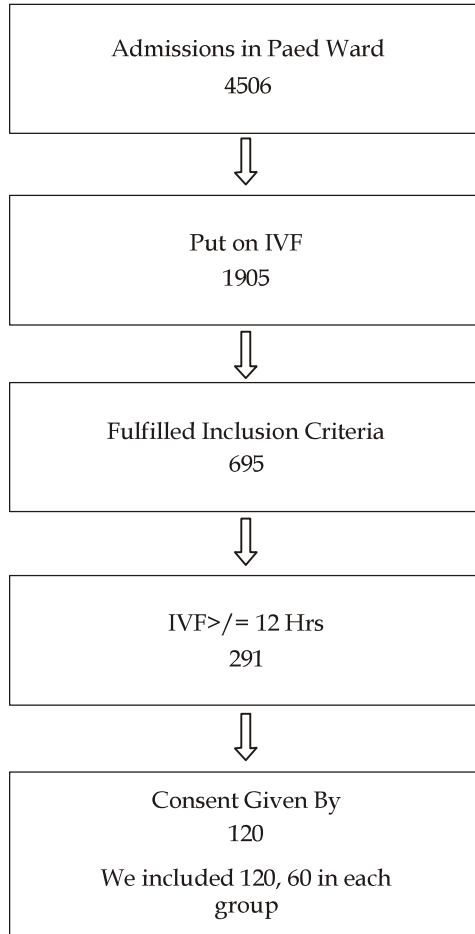 Admissions in Paed Ward
4506
Put on IVF
1905
Fulfilled Inclusion Criteria
695
IVF>/= 12 Hrs
291
Consent Given By
120
We included 120, 60 in each
group